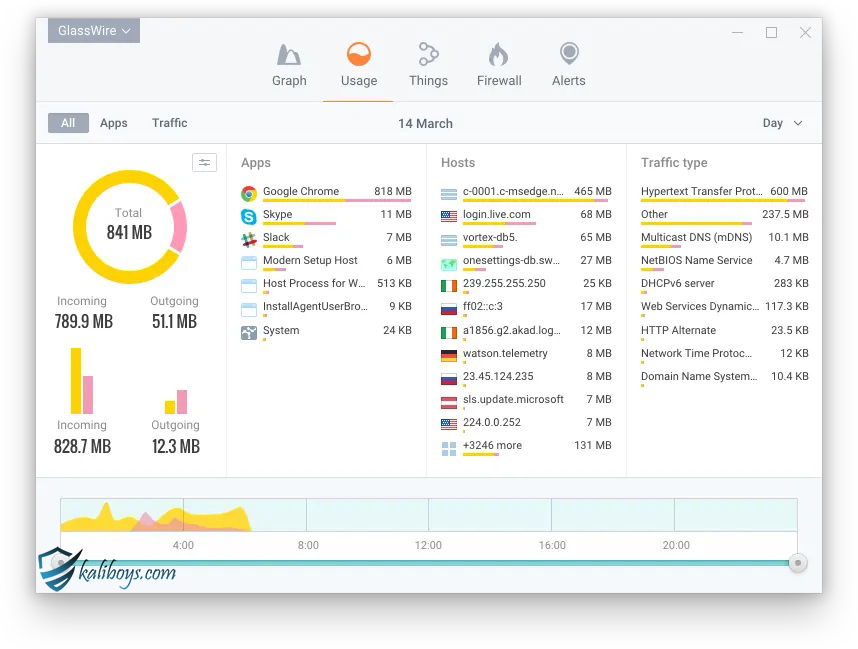 GlassWire
Graph Usage Things Firewall Alerts
All Apps Traffic 14 March Day
Total
841 MB
Incoming Outgoing
789.9 MB 51.1 MB
Incoming Outgoing
828.7 MB 12.3 MB
Apps
Google Chrome 818 MB
Skype 11 MB
Slack 7 MB
Modern Setup Host 6 MB
Host Process for W... 513 KB
InstallAgentUserBro... 9 KB
System 24 KB
Hosts
c-0001.c-msedge.n... 465 MB
login.live.com 68 MB
vortex-db5. 65 MB
onesettings-db.sw... 27 MB
239.255.255.250 25 KB
ff02::c:3 17 MB
a1856.g2.akad.log... 12 MB
watson.telemetry 8 MB
23.45.124.235 8 MB
sls.update.microsoft 7 MB
224.0.0.252 7 MB
+3246 more 131 MB
Traffic type
Hypertext Transfer Prot... 600 MB
Other 237.5 MB
Multicast DNS (mDNS) 10.1 MB
NetBIOS Name Service 4.7 MB
DHCPv6 server 283 KB
Web Services Dynamic... 117.3 KB
HTTP Alternate 23.5 KB
Network Time Protoc... 12 KB
Domain Name System... 10.4 KB
4:00 8:00 12:00 16:00 20:00
kaliboys.com